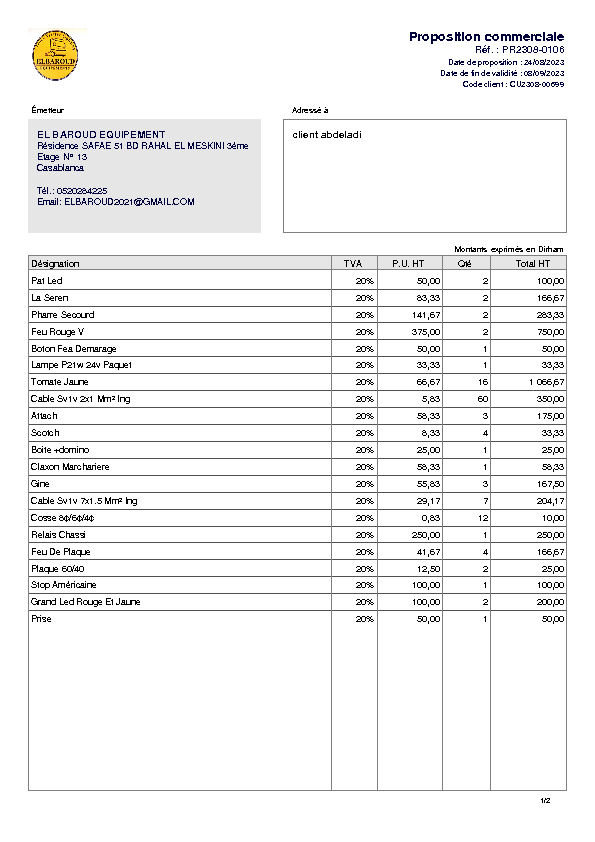 ELBAROUD
EQUIPEMENT
Proposition commerciale
Réf. : PR2308-0106
Date de proposition : 24/08/2023
Date de fin de validité : 08/09/2023
Code client : CU2308-00699
Émetteur
Adressé à
EL BAROUD EQUIPEMENT
Résidence SAFAE 51 BD RAHAL EL MESKINI 3éme
Etage N° 13
Casablanca
Tél.: 0520284225
Email: ELBAROUD2021@GMAIL.COM
client abdeladi
Montants exprimés en Dirham
Désignation TVA P.U. HT Qté Total HT
Pat Led 20% 50,00 2 100,00
La Seren 20% 83,33 2 166,67
Pharre Secourd 20% 141,67 2 283,33
Feu Rouge V 20% 375,00 2 750,00
Boton Fea Demarage 20% 50,00 1 50,00
Lampe P21w 24v Paquet 20% 33,33 1 33,33
Tomate Jaune 20% 66,67 16 1 066,67
Cable Sv1v 2x1 Mm² Ing 20% 5,83 60 350,00
Attach 20% 58,33 3 175,00
Scotch 20% 8,33 4 33,33
Boite +domino 20% 25,00 1 25,00
Claxon Marchariere 20% 58,33 1 58,33
Gine 20% 55,83 3 167,50
Cable Sv1v 7x1.5 Mm² Ing 20% 29,17 7 204,17
Cosse 8¢/6¢/4¢ 20% 0,83 12 10,00
Relais Chassi 20% 250,00 1 250,00
Feu De Plaque 20% 41,67 4 166,67
Plaque 60/40 20% 12,50 2 25,00
Stop Américaine 20% 100,00 1 100,00
Grand Led Rouge Et Jaune 20% 100,00 2 200,00
Prise 20% 50,00 1 50,00
1/2